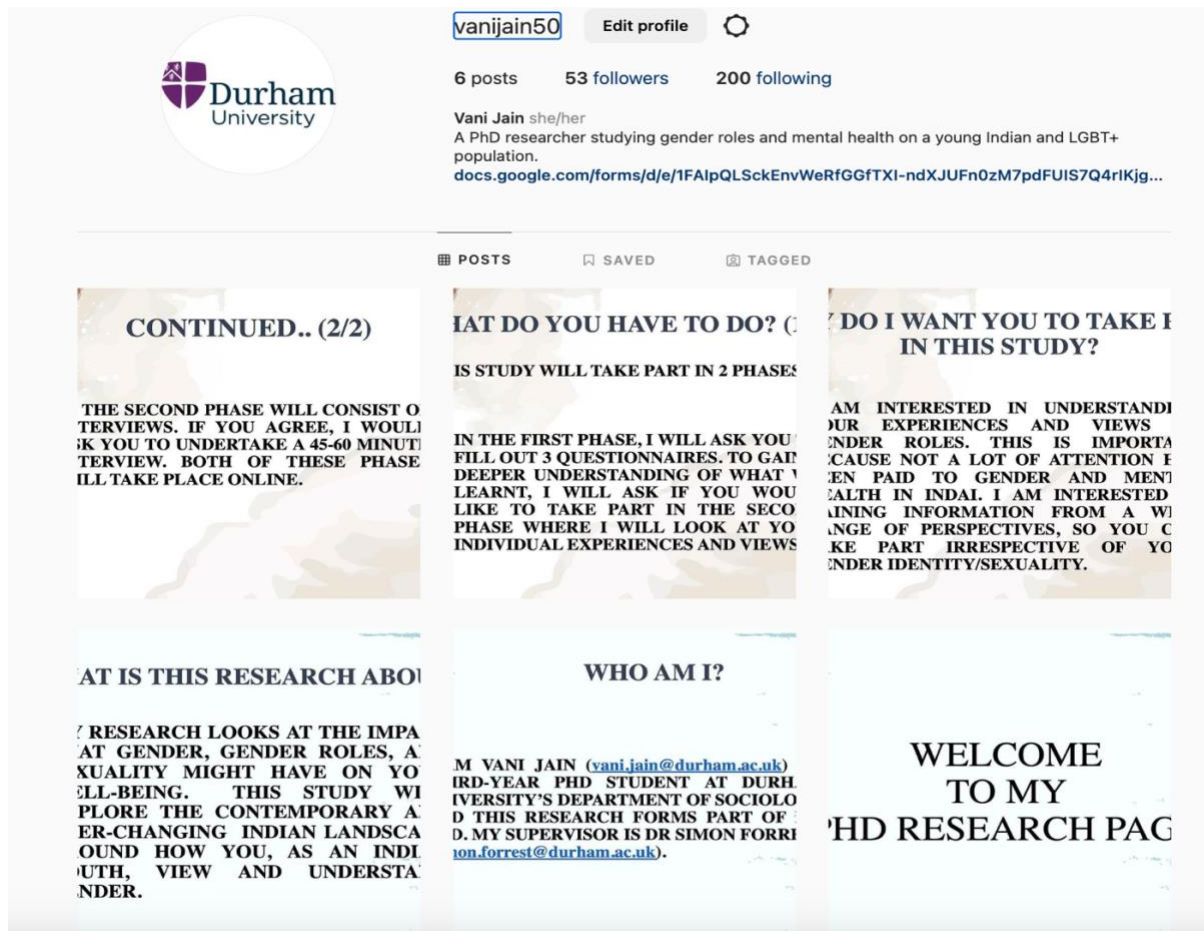 Durham
University
vanijain50 Edit profile
6 posts 53 followers 200 following
Vani Jain she/her
A PhD researcher studying gender roles and mental health on a young Indian and LGBT+
population.
docs.google.com/forms/d/e/1FAIpQLSckEnvWeRfGGfTXI-ndXJUFn0zM7pdFUIS7Q4rIKjg...
POSTS SAVED TAGGED
CONTINUED.. (2/2)
THE SECOND PHASE WILL CONSIST O
TERVIEWS. IF YOU AGREE, I WOUL
SK YOU TO UNDERTAKE A 45-60 MINUT
TERVIEW. BOTH OF THESE PHASE
ILL TAKE PLACE ONLINE.
IAT DO YOU HAVE TO DO? (
IS STUDY WILL TAKE PART IN 2 PHASES
IN THE FIRST PHASE, I WILL ASK YOU
FILL OUT 3 QUESTIONNAIRES. TO GAIN
DEEPER UNDERSTANDING OF WHAT
LEARNT, I WILL ASK IF YOU WOU
LIKE TO TAKE PART IN THE SECO
PHASE WHERE I WILL LOOK AT YO
INDIVIDUAL EXPERIENCES AND VIEWS
DO I WANT YOU TO TAKE
IN THIS STUDY?
AM INTERESTED IN UNDERSTANDI
OUR EXPERIENCES AND VIEWS
ENDER ROLES. THIS IS IMPORTA
ECAUSE NOT A LOT OF ATTENTION
EEN PAID TO GENDER AND MENT
EALTH IN INDAI. I AM INTERESTED
AINING INFORMATION FROM A WI
ANGE OF PERSPECTIVES, SO YOU
KE PART IRRESPECTIVE OF YO
ENDER IDENTITY/SEXUALITY.
AT IS THIS RESEARCH ABO
RESEARCH LOOKS AT THE IMPA
AT GENDER, GENDER ROLES, A
XUALITY MIGHT HAVE ON YO
ELL-BEING. THIS STUDY WI
PLORE THE CONTEMPORARY A
ER-CHANGING INDIAN LANDSCA
OUND HOW YOU, AS AN INDI
UTH, VIEW AND UNDERSTA
NDER.
WHO AM I?
M VANI JAIN (vani.jain@durham.ac.uk)
IRD-YEAR PHD STUDENT AT DURH
IVERSITY'S DEPARTMENT OF SOCIOLO
D THIS RESEARCH FORMS PART OF
D. MY SUPERVISOR IS DR SIMON FORRE
on.forrest@durham.ac.uk).
WELCOME
TO MY
PHD RESEARCH PAG